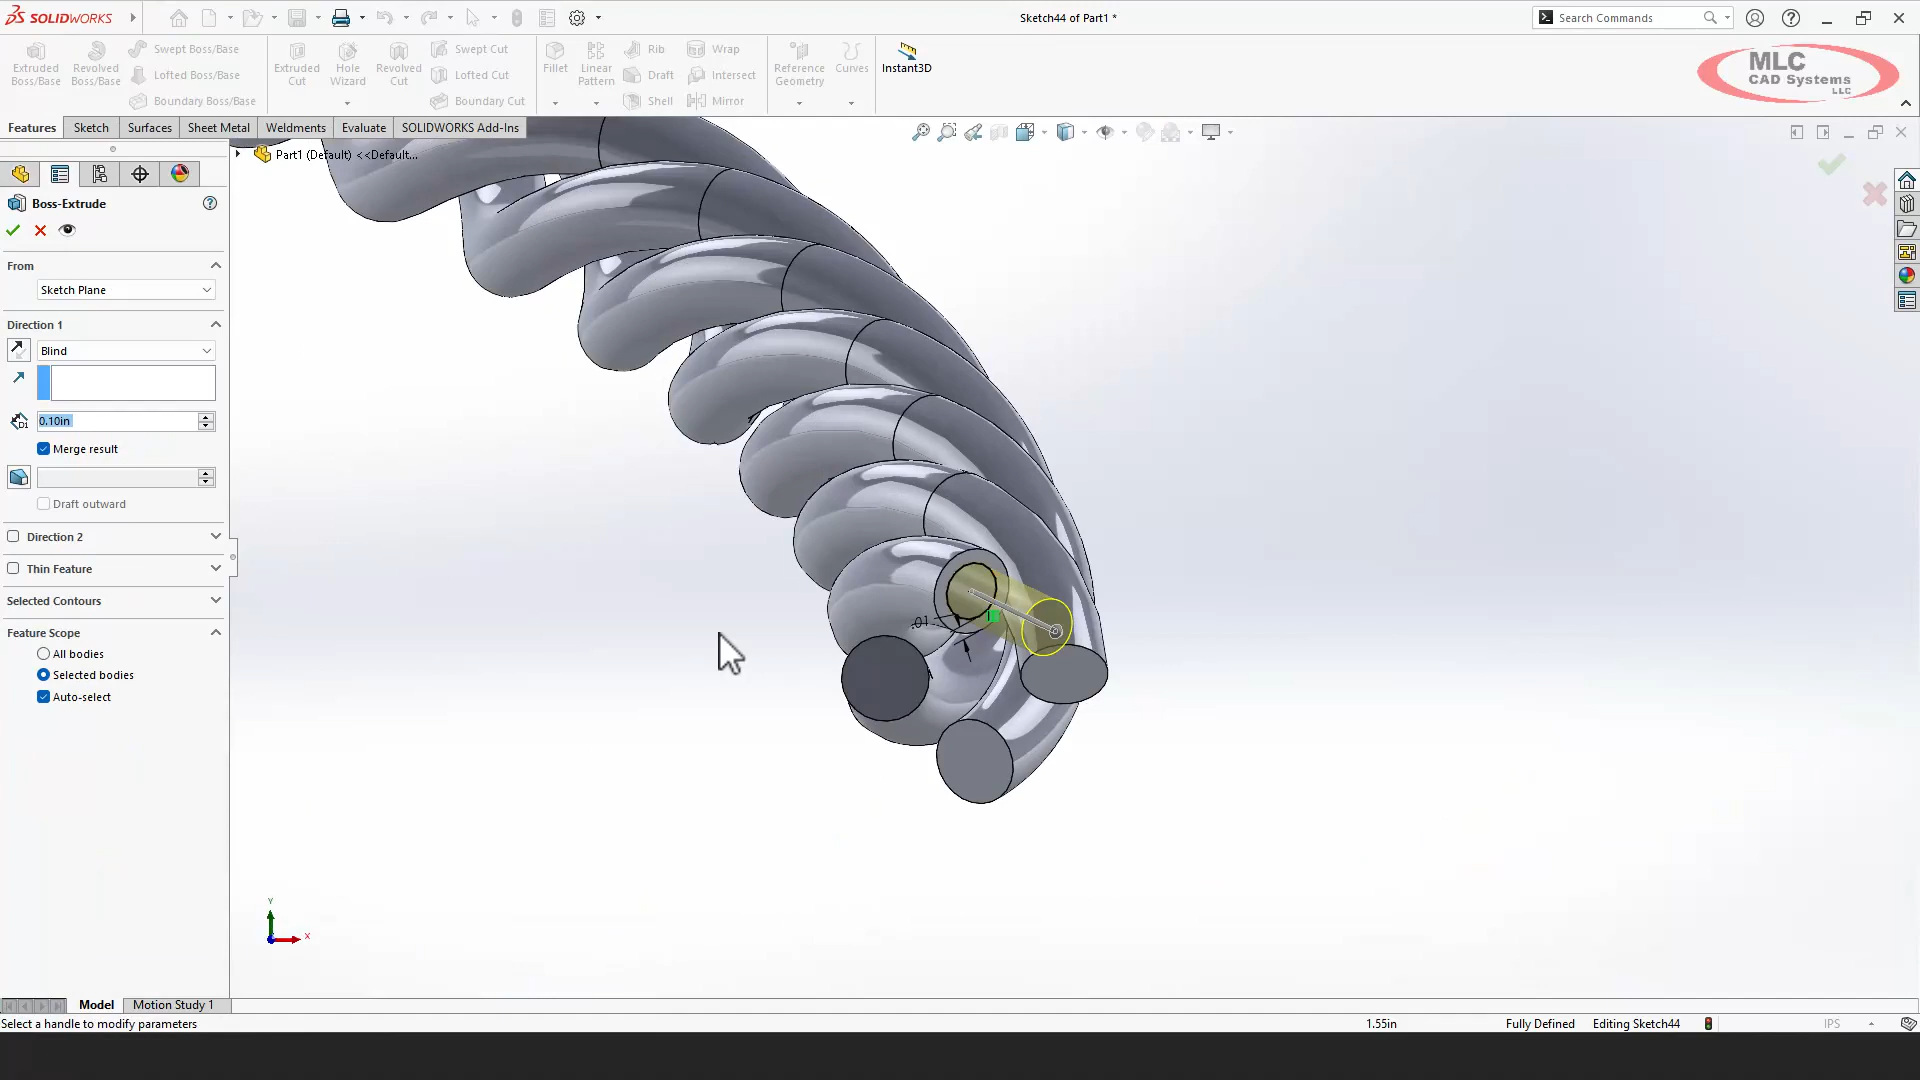 SOLIDWORKS
Sketch44 of Part1 *
Search Commands
Extruded Boss/Base
Revolved Boss/Base
Swept Boss/Base
Lofted Boss/Base
Boundary Boss/Base
Extruded Cut
Hole Wizard
Revolved Cut
Swept Cut
Lofted Cut
Boundary Cut
Fillet
Linear Pattern
Rib
Draft
Shell
Wrap
Intersect
Mirror
Reference Geometry
Curves
Instant3D
MLC
CAD Systems
LLC
Features
Sketch
Surfaces
Sheet Metal
Weldments
Evaluate
SOLIDWORKS Add-Ins
Part1 (Default) <<Default...
Boss-Extrude
From
Sketch Plane
Direction 1
Blind
D1
0.10in
Merge result
Draft outward
Direction 2
Thin Feature
Selected Contours
Feature Scope
All bodies
Selected bodies
Auto-select
.01
Y
X
Model
Motion Study 1
Select a handle to modify parameters
1.55in
Fully Defined
Editing Sketch44
IPS